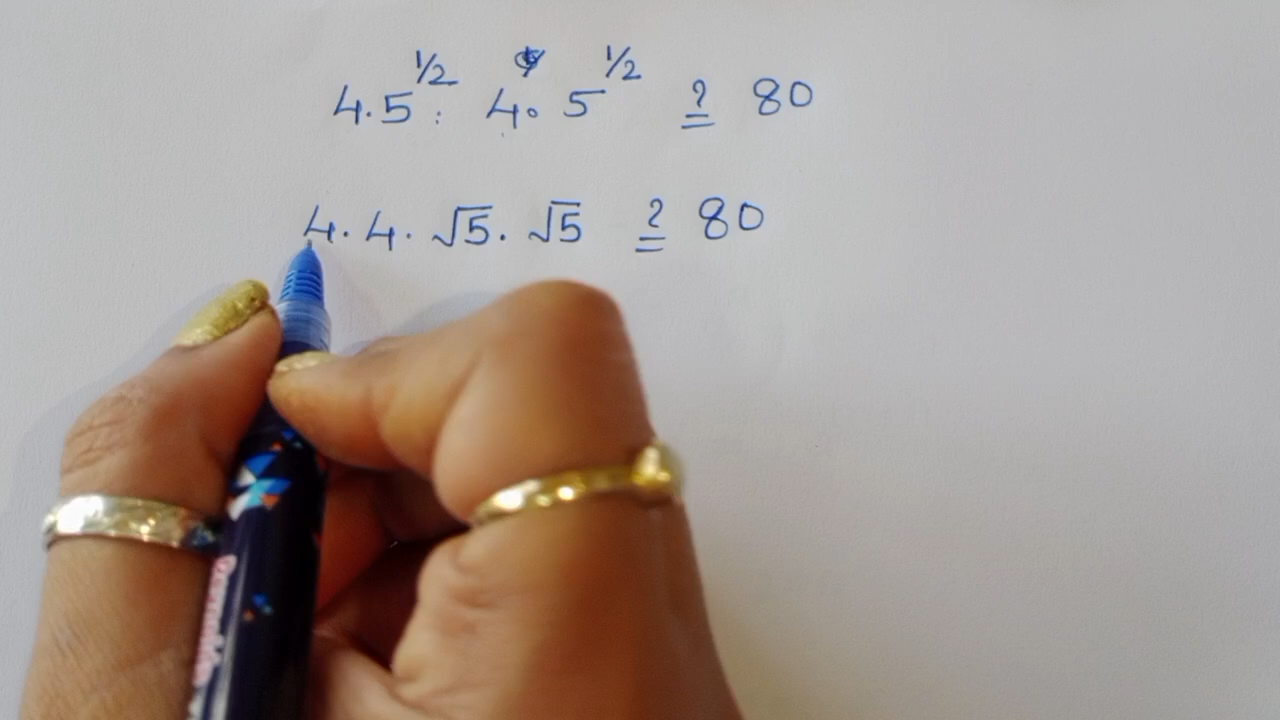 4.5^1/2 : 4. 5^1/2 ≟ 80
4. 4. √5. √5 ≟ 80